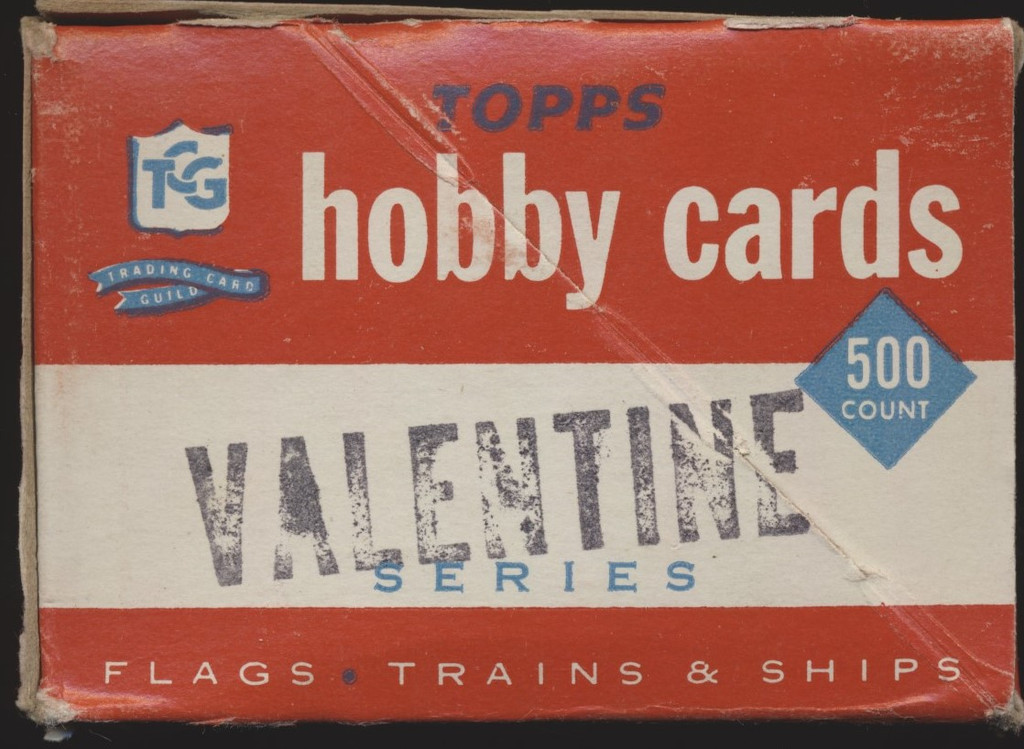 TOPPS
TCG
hobby cards
TRADING CARD
GUILD
500
COUNT
VALENTINE
SERIES
FLAGS • TRAINS & SHIPS